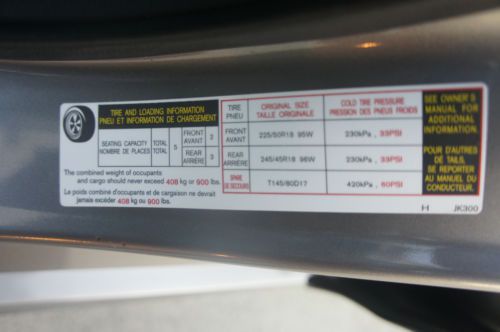 TIRE AND LOADING INFORMATION
PNEU ET INFORMATION DE CHARGEMENT
SEATING CAPACITY TOTAL 5 FRONT AVANT 2
NOMBRE DE PLACES TOTAL REAR ARRIÈRE 3
The combined weight of occupants
and cargo should never exceed 408 kg or 900 lbs.
Le poids combiné d'occupants et de cargaison ne devrait
jamais excéder 408 kg ou 900 lbs.
TIRE ORIGINAL SIZE COLD TIRE PRESSURE
PNEU TAILLE ORIGINALE PRESSION DES PNEUS FROIDS
FRONT AVANT 225/50R18 95W 230kPa, 33PSI
REAR ARRIÈRE 245/45R18 96W 230kPa, 33PSI
SPARE DE SECOURS T145/80D17 420kPa, 60PSI
SEE OWNER'S
MANUAL FOR
ADDITIONAL
INFORMATION.
POUR D'AUTRES
DE TAILS,
SE REPORTER
AU MANUEL DU
CONDUCTEUR.
H JK300